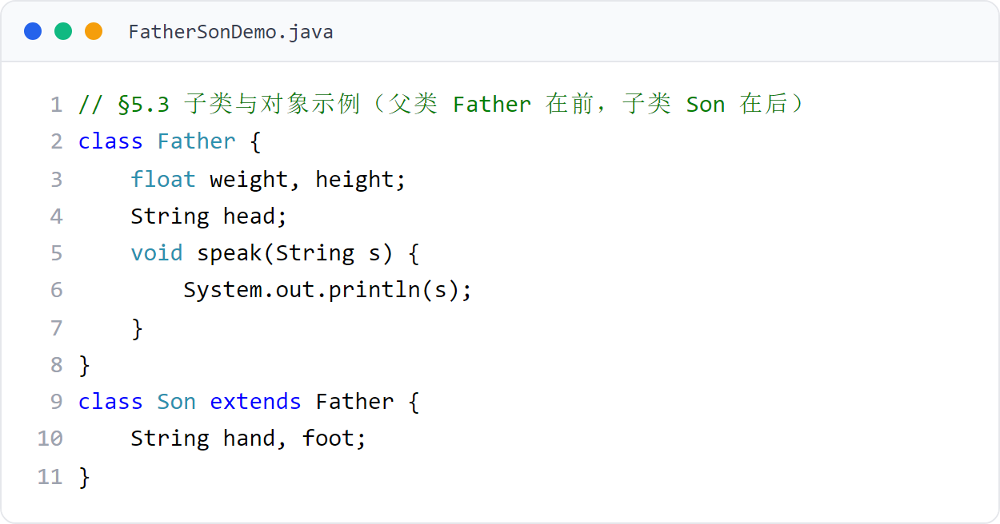 FatherSonDemo.java
1 // §5.3 子类与对象示例（父类 Father 在前，子类 Son 在后）
2 class Father {
3     float weight, height;
4     String head;
5     void speak(String s) {
6         System.out.println(s);
7     }
8 }
9 class Son extends Father {
10     String hand, foot;
11 }